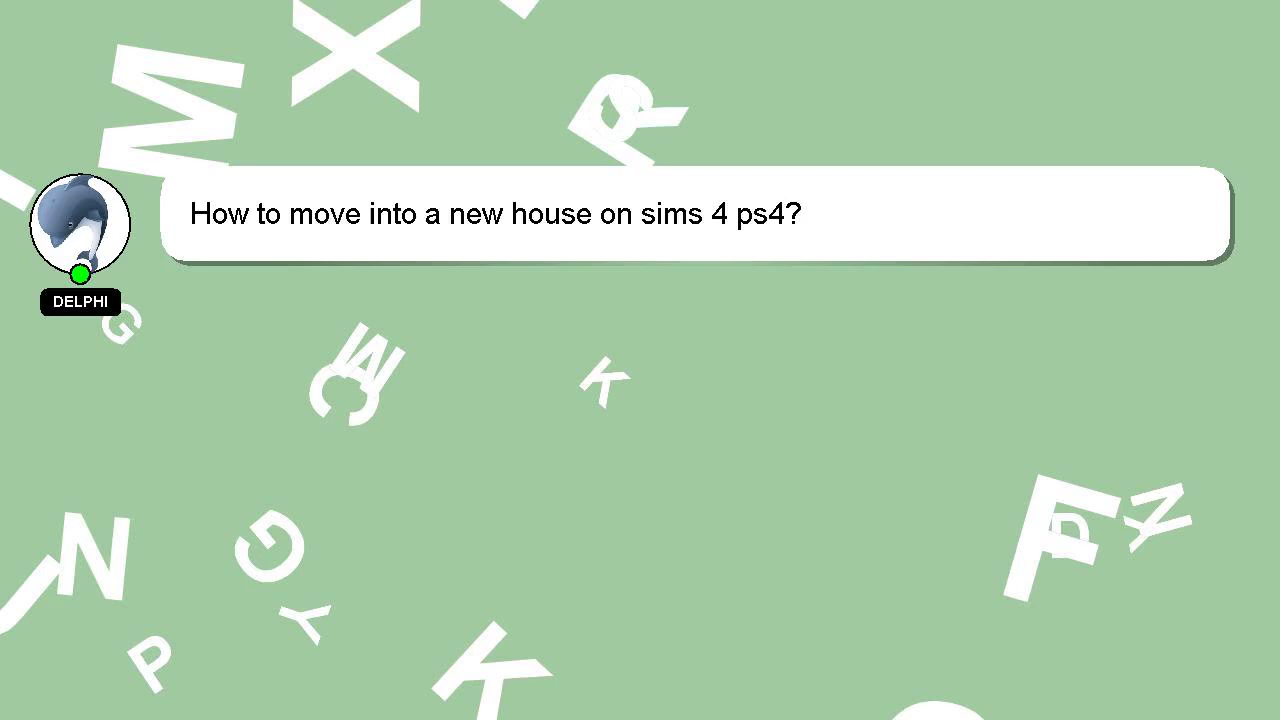 M
X
R
Q
How to move into a new house on sims 4 ps4?
DELPHI
G
M
C
K
F
D
Z
Y
N
G
Y
P
K